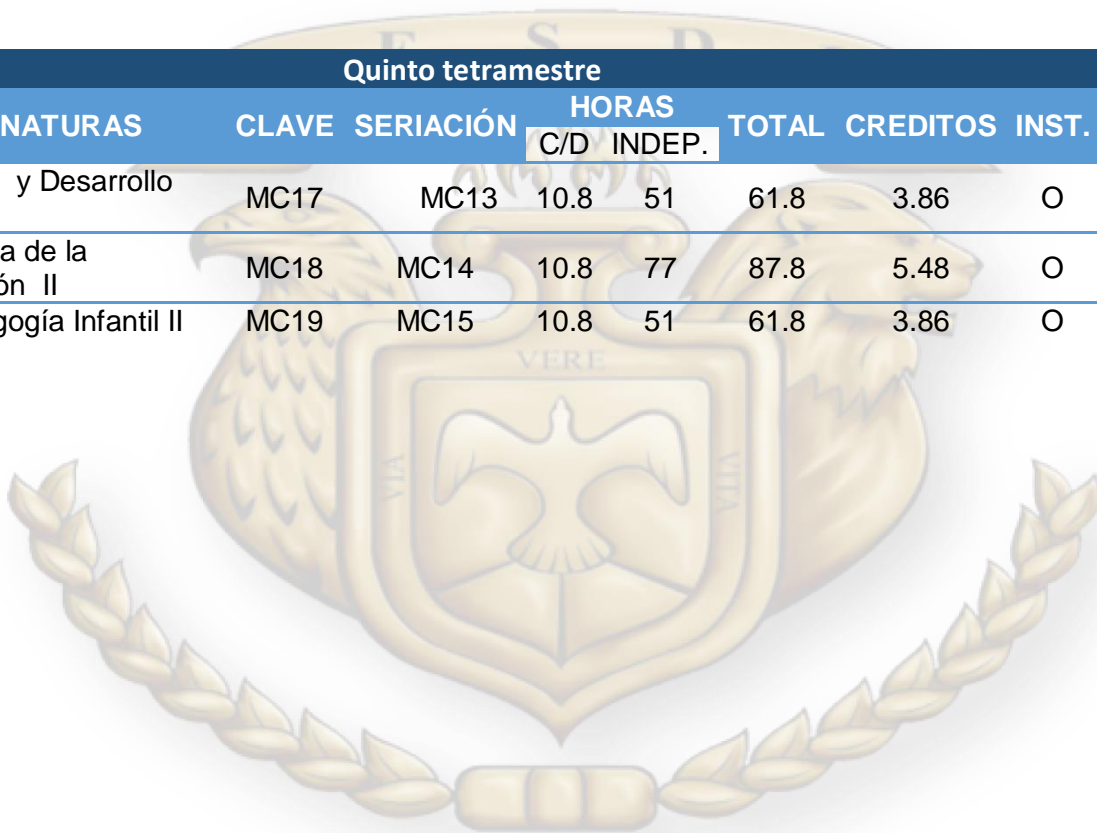 E S D
Quinto tetramestre
NATURAS CLAVE SERIACIÓN HORAS TOTAL CREDITOS INST.
C/D INDEP.
y Desarrollo
MC17 MC13 10.8 51 61.8 3.86 O
a de la
ón II
MC18 MC14 10.8 77 87.8 5.48 O
gogía Infantil II MC19 MC15 10.8 51 61.8 3.86 O
VERE
VIA
VITA